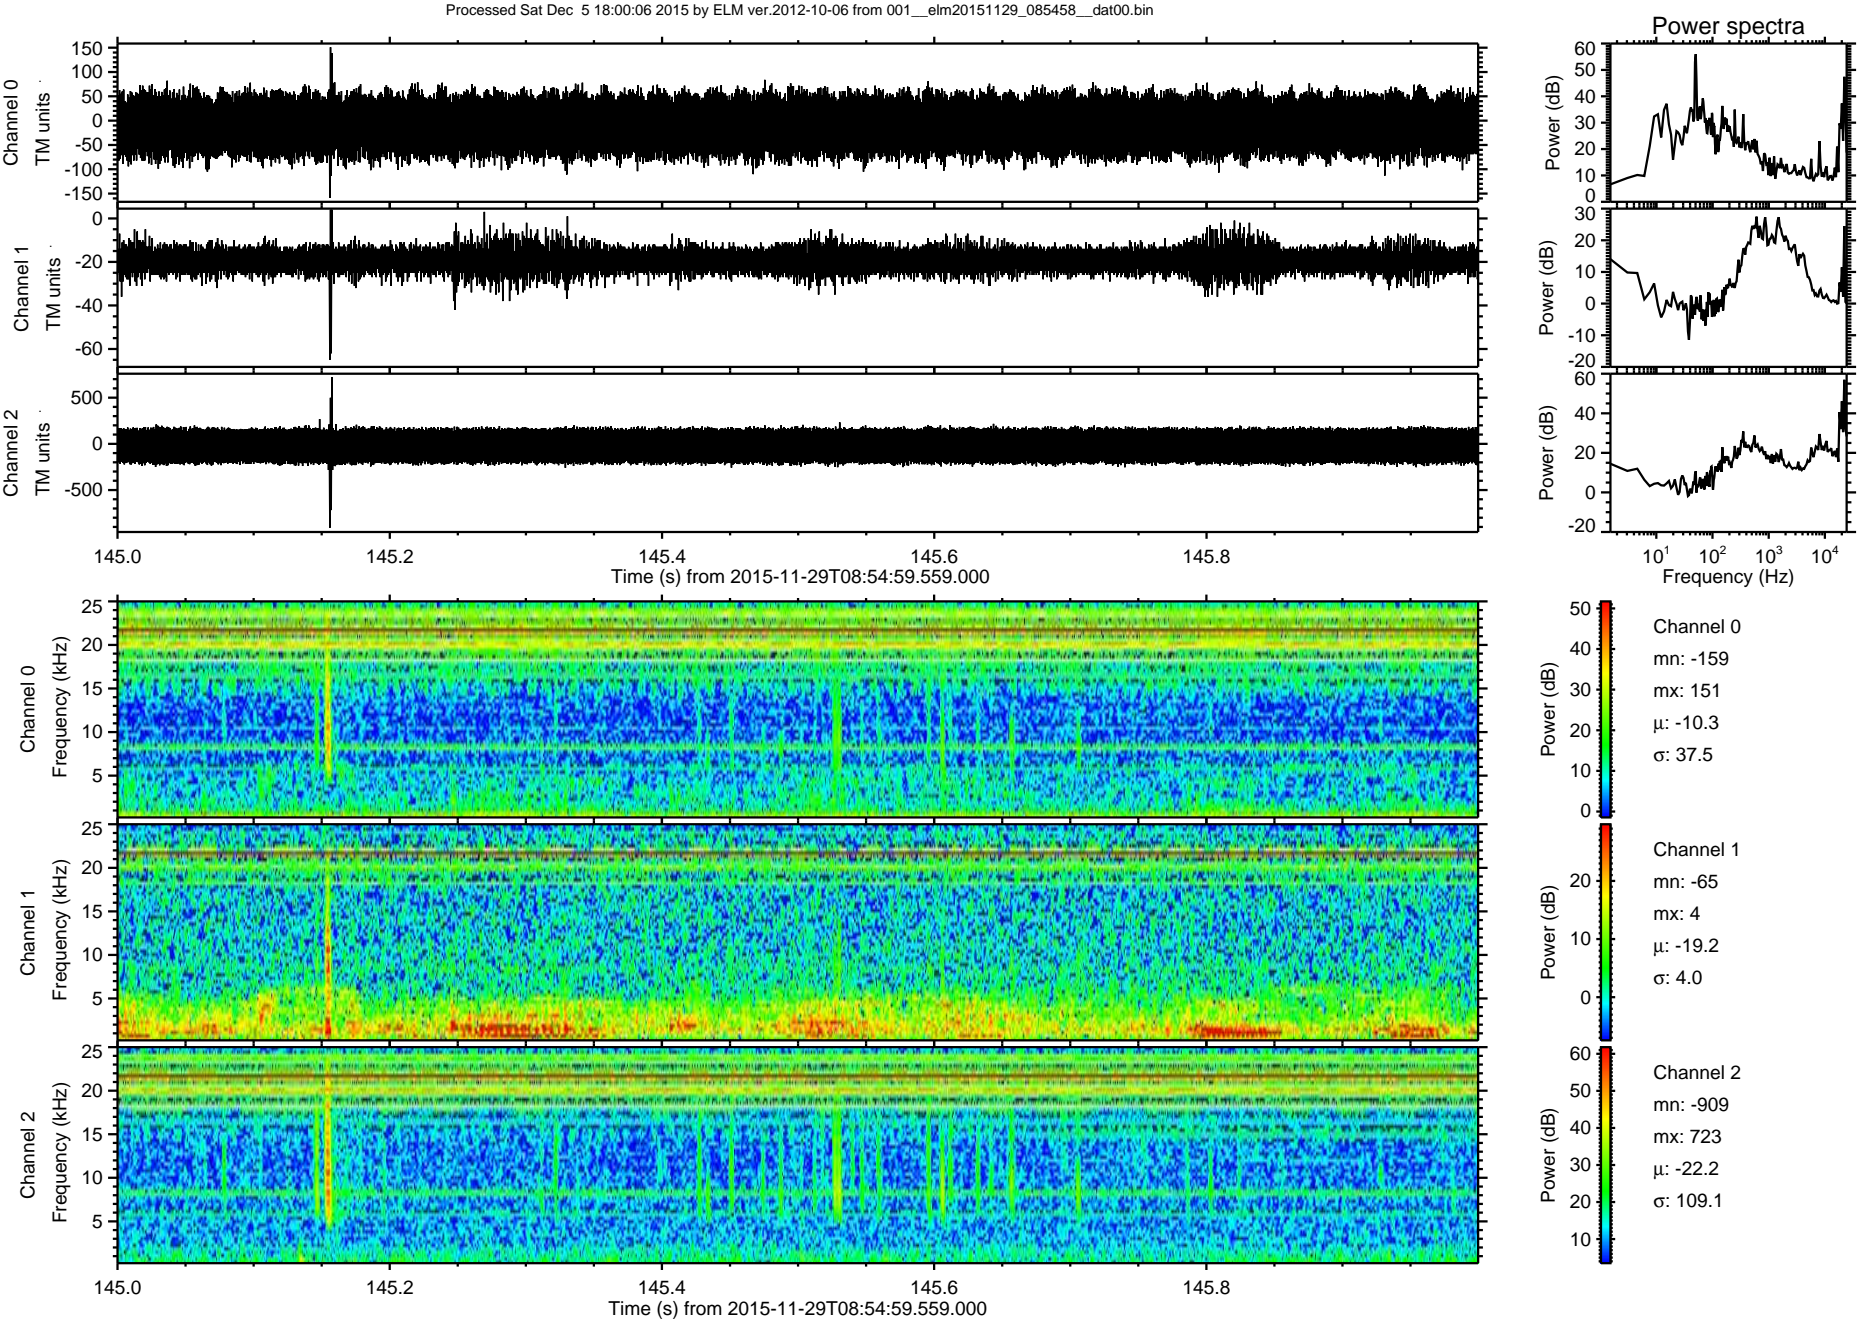 Processed Sat Dec  5 18:00:06 2015 by ELM ver.2012-10-06 from 001__elm20151129_085458__dat00.bin
Power spectra
Channel 0
TM units
150
100
50
0
-50
-100
-150
Power (dB)
60
50
40
30
20
10
0
Channel 1
TM units
0
-20
-40
-60
Power (dB)
30
20
10
0
-10
-20
Channel 2
TM units
500
0
-500
Power (dB)
60
40
20
0
-20
145.0
145.2
145.4
145.6
145.8
Time (s) from 2015-11-29T08:54:59.559.000
10¹
10²
10³
10⁴
Frequency (Hz)
Channel 0
Frequency (kHz)
25
20
15
10
5
Power (dB)
50
40
30
20
10
0
Channel 0
mn: -159
mx: 151
μ: -10.3
σ: 37.5
Channel 1
Frequency (kHz)
25
20
15
10
5
Power (dB)
20
10
0
Channel 1
mn: -65
mx: 4
μ: -19.2
σ: 4.0
Channel 2
Frequency (kHz)
25
20
15
10
5
Power (dB)
60
50
40
30
20
10
Channel 2
mn: -909
mx: 723
μ: -22.2
σ: 109.1
145.0
145.2
145.4
145.6
145.8
Time (s) from 2015-11-29T08:54:59.559.000